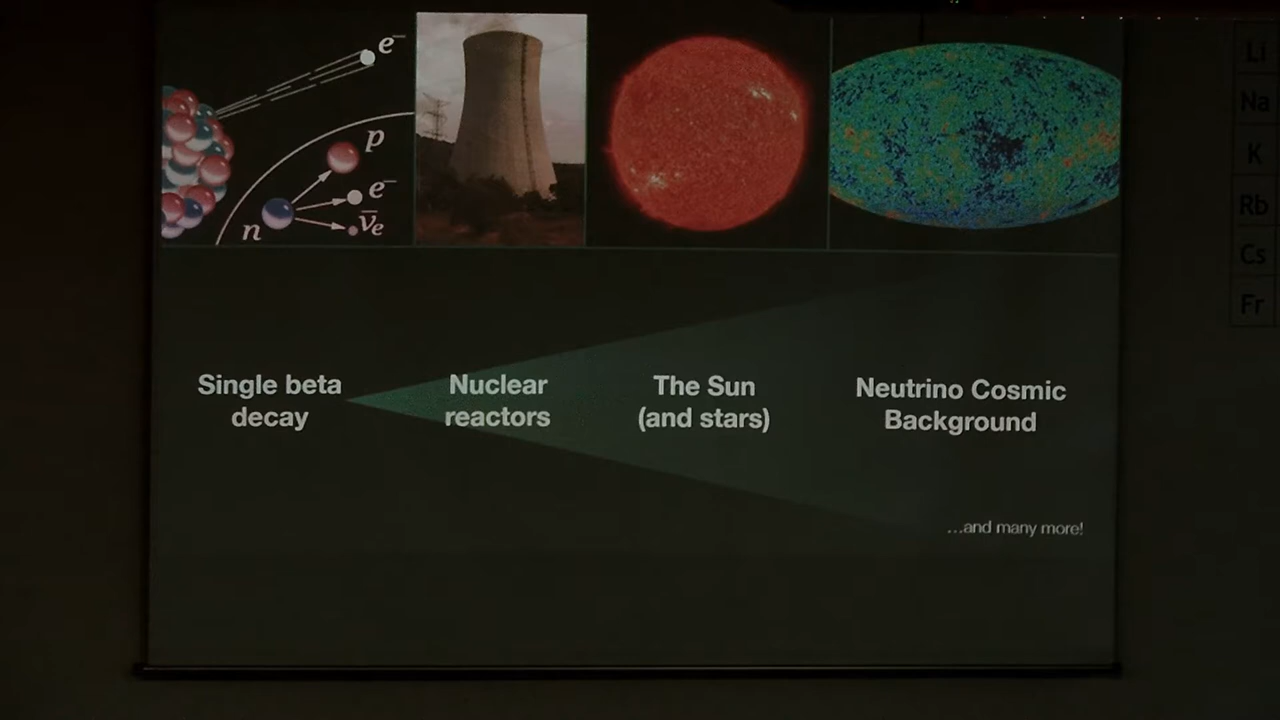 e⁻
p
e⁻
n
ν̄e
Single beta
decay
Nuclear
reactors
The Sun
(and stars)
Neutrino Cosmic
Background
...and many more!
Li
Na
K
Rb
Cs
Fr